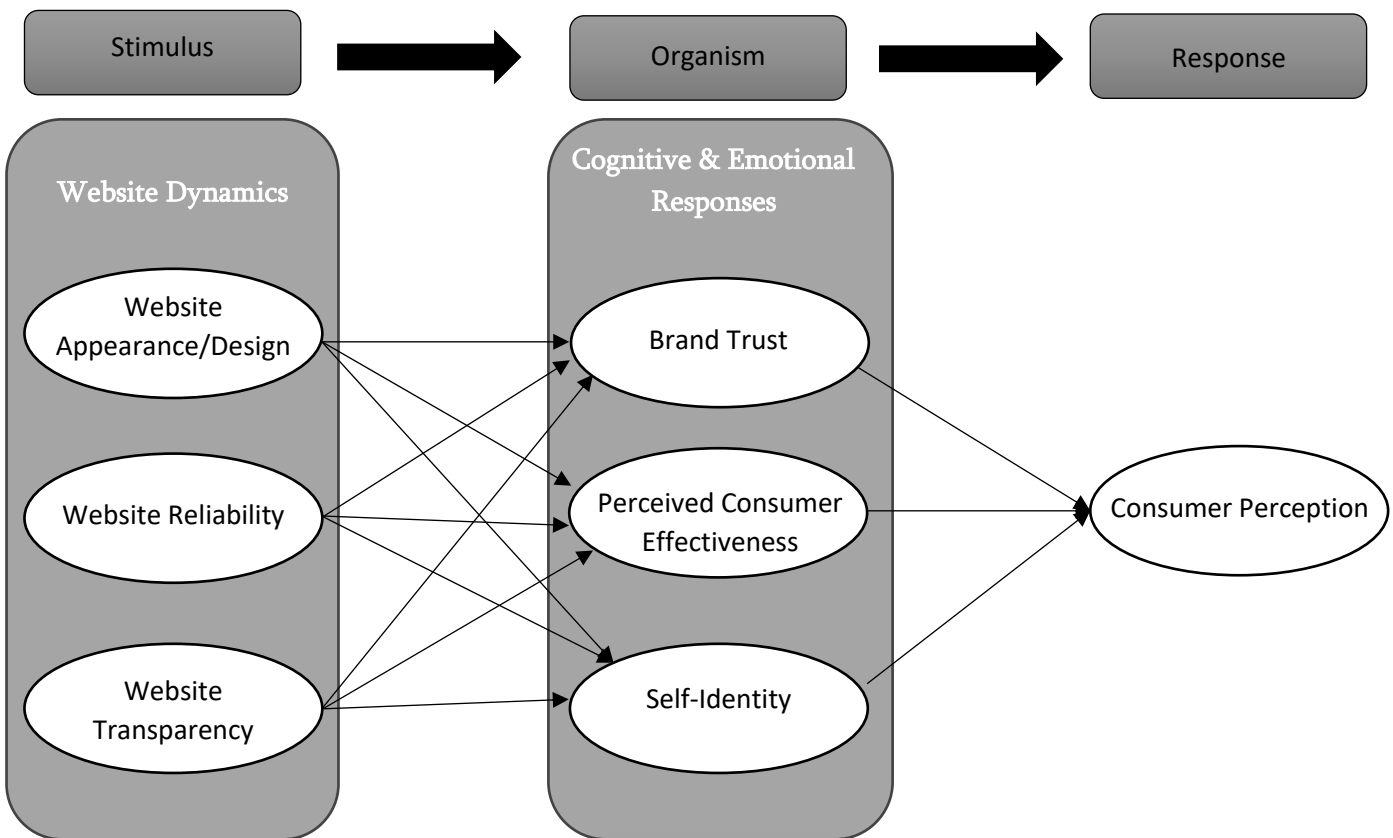 Stimulus
Organism
Response
Website Dynamics
Cognitive & Emotional
Responses
Website
Appearance/Design
Brand Trust
Website Reliability
Perceived Consumer
Effectiveness
Consumer Perception
Website
Transparency
Self-Identity